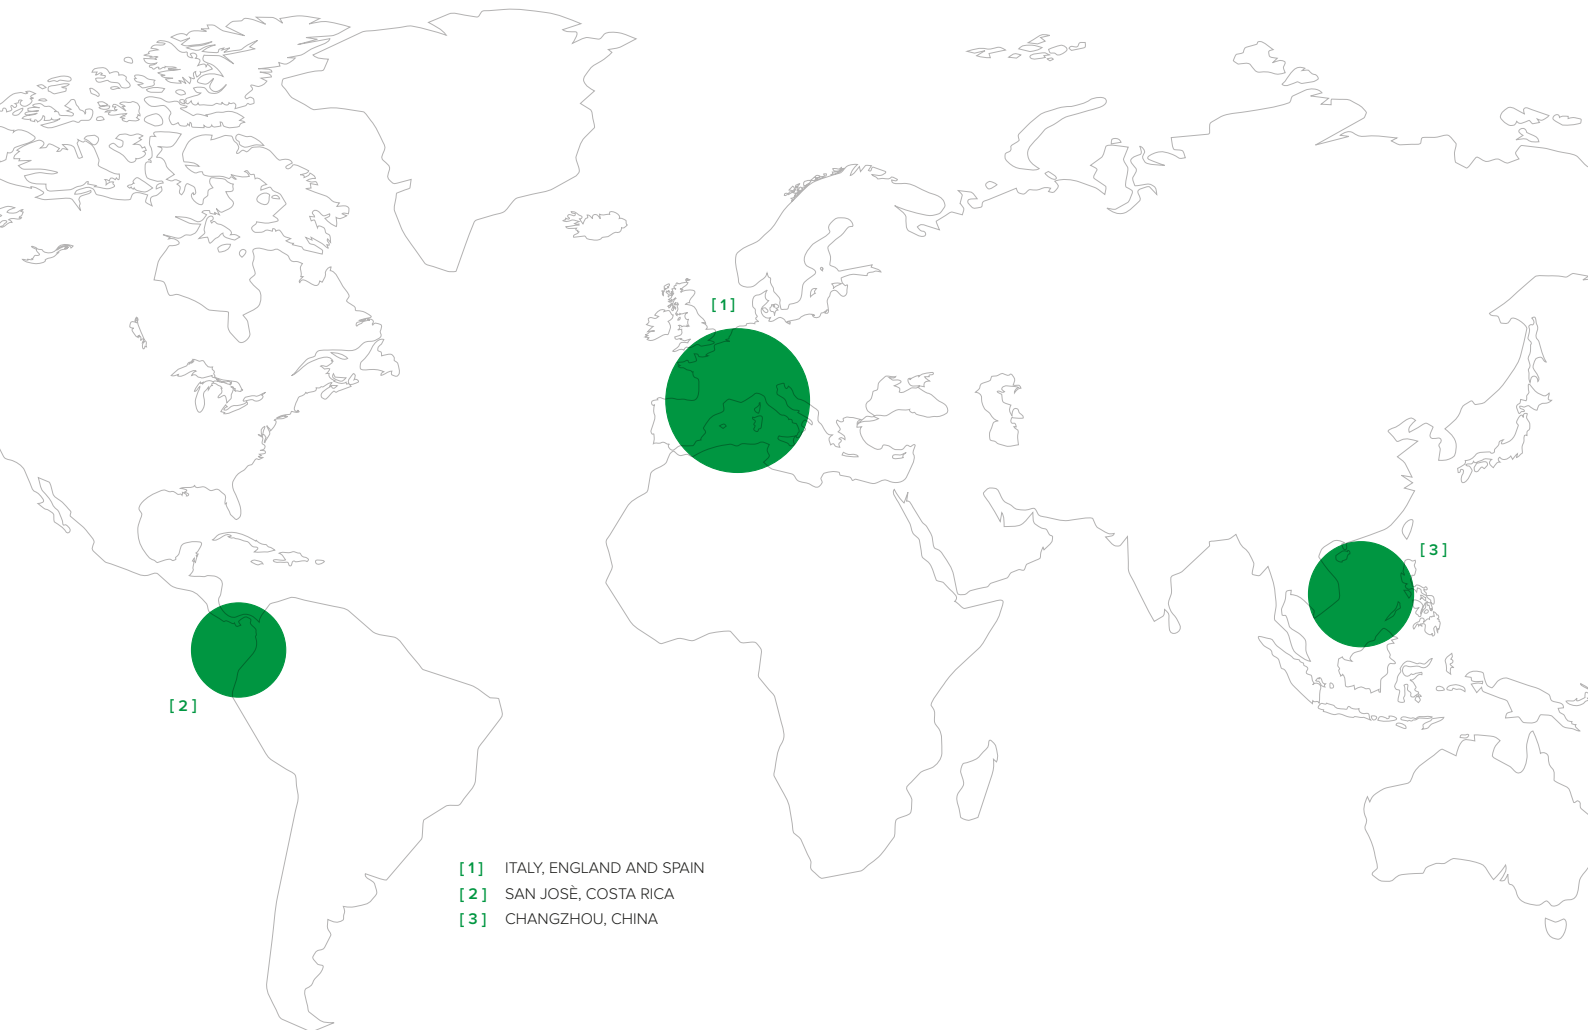 [ 1 ]
[ 3 ]
[ 2 ]
[ 1 ] ITALY, ENGLAND AND SPAIN
[ 2 ] SAN JOSÈ, COSTA RICA
[ 3 ] CHANGZHOU, CHINA